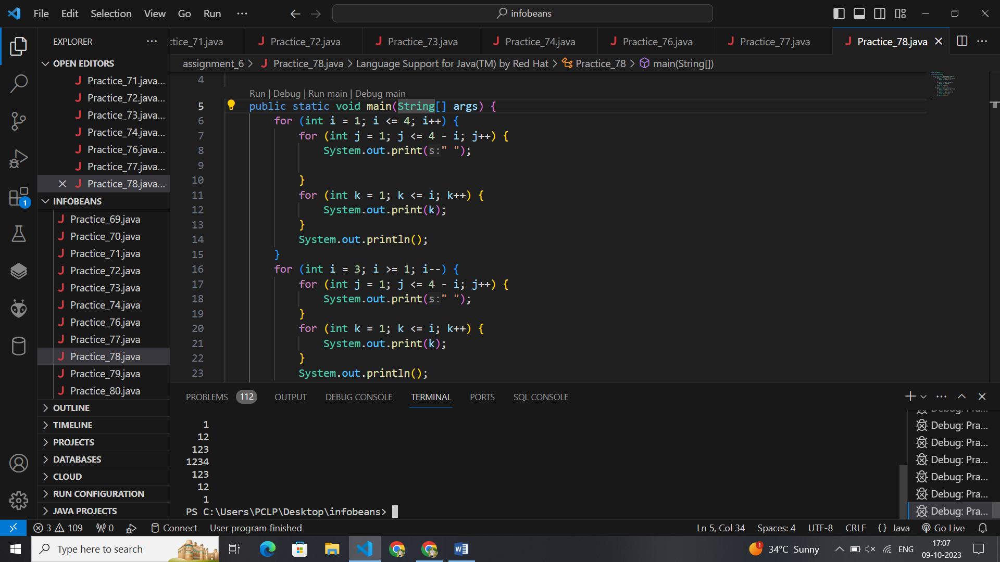 File Edit Selection View Go Run ···
infobeans
EXPLORER
OPEN EDITORS
Practice_71.java...
Practice_72.java...
Practice_73.java...
Practice_74.java...
Practice_76.java...
Practice_77.java...
Practice_78.java...
INFOBEANS
Practice_69.java
Practice_70.java
Practice_71.java
Practice_72.java
Practice_73.java
Practice_74.java
Practice_76.java
Practice_77.java
Practice_78.java
Practice_79.java
Practice_80.java
OUTLINE
TIMELINE
PROJECTS
DATABASES
CLOUD
RUN CONFIGURATION
JAVA PROJECTS
1
ctice_71.java Practice_72.java Practice_73.java Practice_74.java Practice_76.java Practice_77.java Practice_78.java
assignment_6 > Practice_78.java > Language Support for Java(TM) by Red Hat > Practice_78 > main(String[])
4
Run | Debug | Run main | Debug main
5 public static void main(String[] args) {
6 for (int i = 1; i <= 4; i++) {
7 for (int j = 1; j <= 4 - i; j++) {
8 System.out.print(s:" ");
9
10 }
11 for (int k = 1; k <= i; k++) {
12 System.out.print(k);
13 }
14 System.out.println();
15 }
16 for (int i = 3; i >= 1; i--) {
17 for (int j = 1; j <= 4 - i; j++) {
18 System.out.print(s:" ");
19 }
20 for (int k = 1; k <= i; k++) {
21 System.out.print(k);
22 }
23 System.out.println();
PROBLEMS 112 OUTPUT DEBUG CONSOLE TERMINAL PORTS SQL CONSOLE
1
12
123
1234
123
12
1
PS C:\Users\PCLP\Desktop\infobeans>
Debug: Pra...
Debug: Pra...
Debug: Pra...
Debug: Pra...
Debug: Pra...
Debug: Pra...
Debug: Pra...
3 109 0 Connect User program finished Ln 5, Col 34 Spaces: 4 UTF-8 CRLF {} Java Go Live
Type here to search
1 34°C Sunny ENG
17:07
09-10-2023